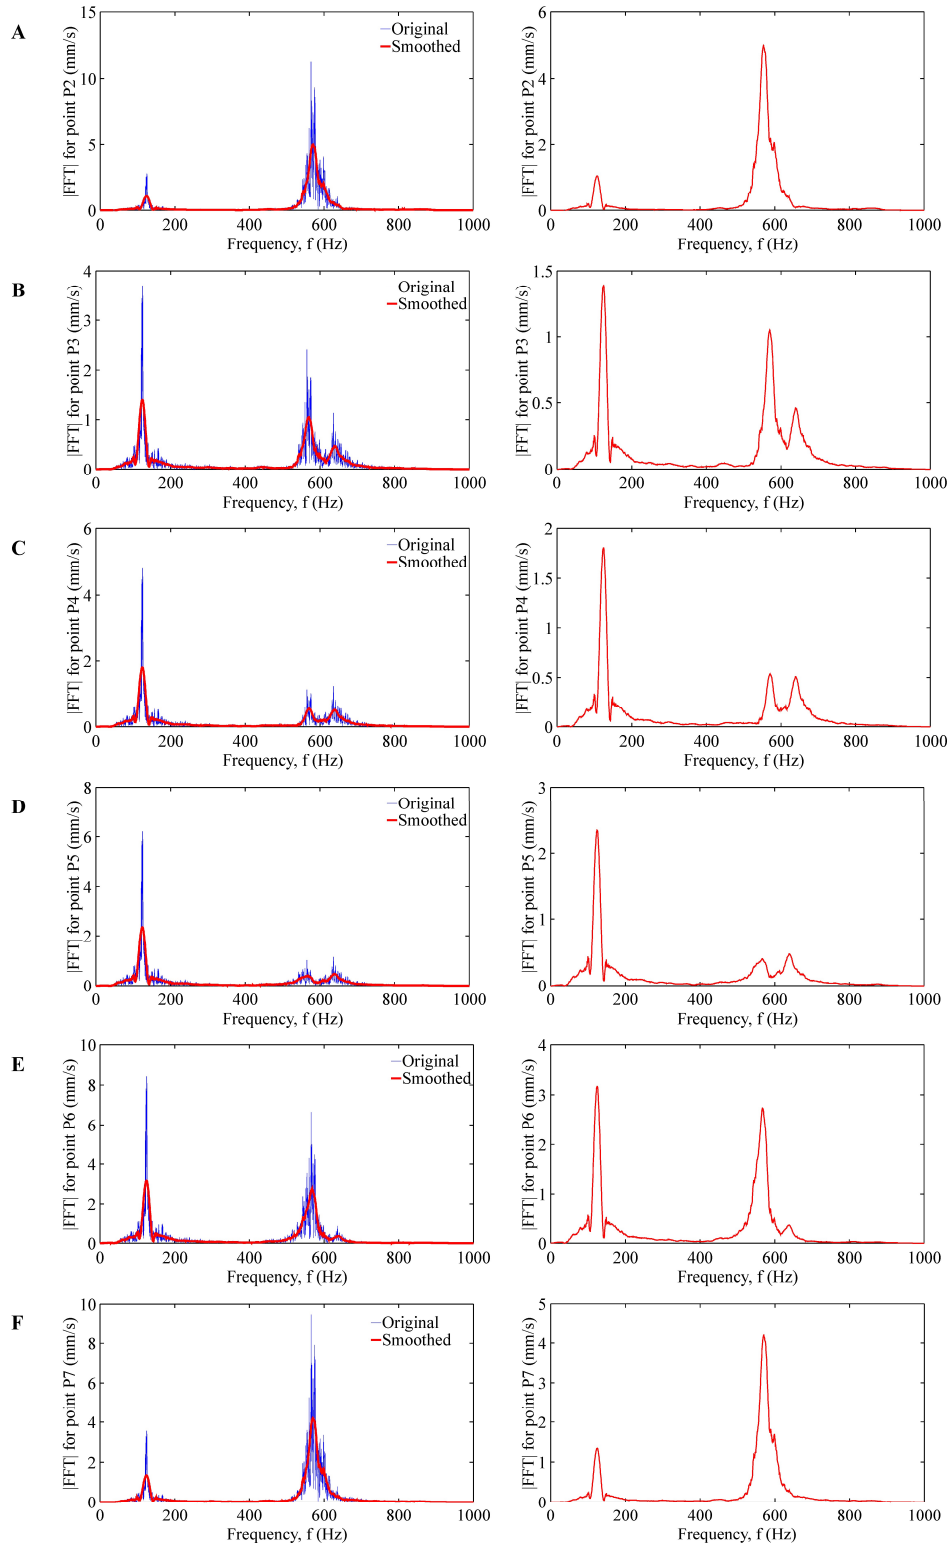 A
|FFT| for point P2 (mm/s)
15
10
5
0
Original
Smoothed
0 200 400 600 800 1000
Frequency, f (Hz)
|FFT| for point P2 (mm/s)
6
4
2
0
0 200 400 600 800 1000
Frequency, f (Hz)
B
|FFT| for point P3 (mm/s)
4
3
2
1
0
Original
Smoothed
0 200 400 600 800 1000
Frequency, f (Hz)
|FFT| for point P3 (mm/s)
1.5
1
0.5
0
0 200 400 600 800 1000
Frequency, f (Hz)
C
|FFT| for point P4 (mm/s)
6
4
2
0
Original
Smoothed
0 200 400 600 800 1000
Frequency, f (Hz)
|FFT| for point P4 (mm/s)
2
1.5
1
0.5
0
0 200 400 600 800 1000
Frequency, f (Hz)
D
|FFT| for point P5 (mm/s)
8
6
4
2
0
Original
Smoothed
0 200 400 600 800 1000
Frequency, f (Hz)
|FFT| for point P5 (mm/s)
3
2
1
0
0 200 400 600 800 1000
Frequency, f (Hz)
E
|FFT| for point P6 (mm/s)
10
8
6
4
2
0
Original
Smoothed
0 200 400 600 800 1000
Frequency, f (Hz)
|FFT| for point P6 (mm/s)
4
3
2
1
0
0 200 400 600 800 1000
Frequency, f (Hz)
F
|FFT| for point P7 (mm/s)
10
8
6
4
2
0
Original
Smoothed
0 200 400 600 800 1000
Frequency, f (Hz)
|FFT| for point P7 (mm/s)
5
4
3
2
1
0
0 200 400 600 800 1000
Frequency, f (Hz)